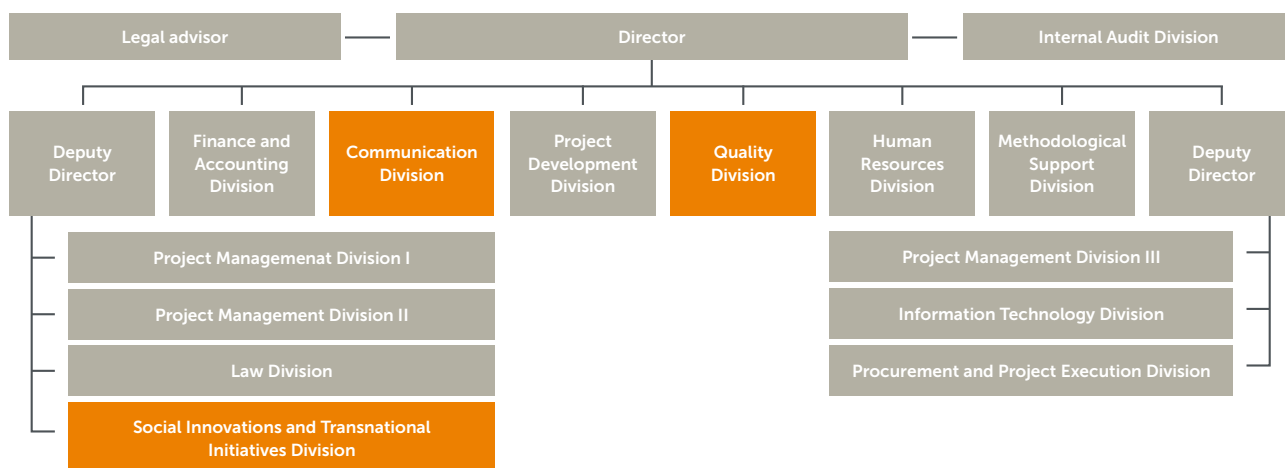 Legal advisor
Director
Internal Audit Division
Deputy
Director
Finance and
Accounting
Division
Communication
Division
Project
Development
Division
Quality
Division
Human
Resources
Division
Methodological
Support
Division
Deputy
Director
Project Managemenat Division I
Project Management Division II
Law Division
Social Innovations and Transnational
Initiatives Division
Project Management Division III
Information Technology Division
Procurement and Project Execution Division